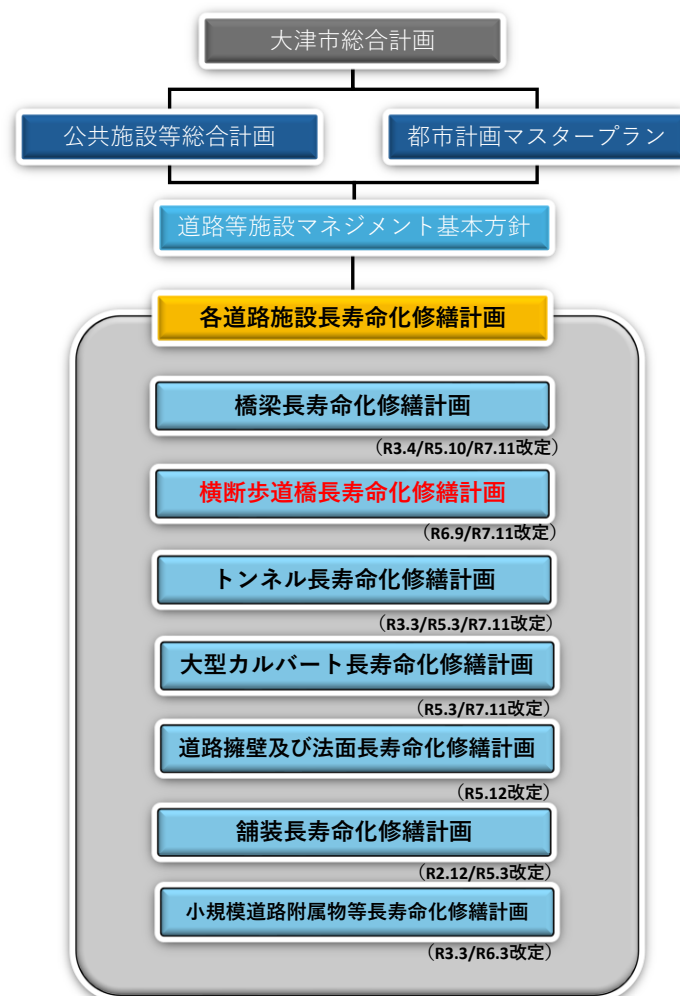 大津市総合計画
公共施設等総合計画
都市計画マスタープラン
道路等施設マネジメント基本方針
各道路施設長寿命化修繕計画
橋梁長寿命化修繕計画
（R3.4/R5.10/R7.11改定）
横断歩道橋長寿命化修繕計画
（R6.9/R7.11改定）
トンネル長寿命化修繕計画
（R3.3/R5.3/R7.11改定）
大型カルバート長寿命化修繕計画
（R5.3/R7.11改定）
道路擁壁及び法面長寿命化修繕計画
（R5.12改定）
舗装長寿命化修繕計画
（R2.12/R5.3改定）
小規模道路附属物等長寿命化修繕計画
（R3.3/R6.3改定）